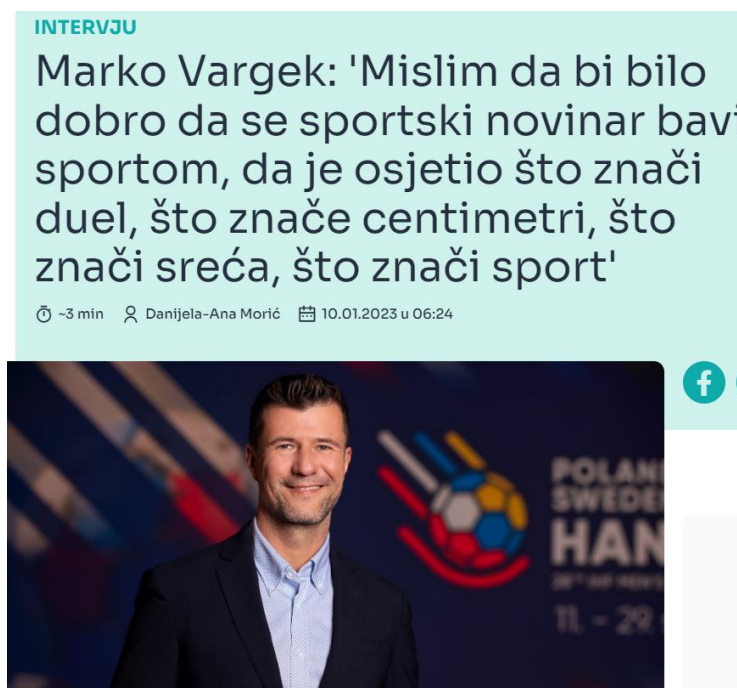 INTERVJU
Marko Vargek: 'Mislim da bi bilo
dobro da se sportski novinar bavi
sportom, da je osjetio što znači
duel, što znače centimetri, što
znači sreća, što znači sport'
~3 min Danijela-Ana Morić 10.01.2023 u 06:24
POLAN
SWEDE
HAN
11. – 29.